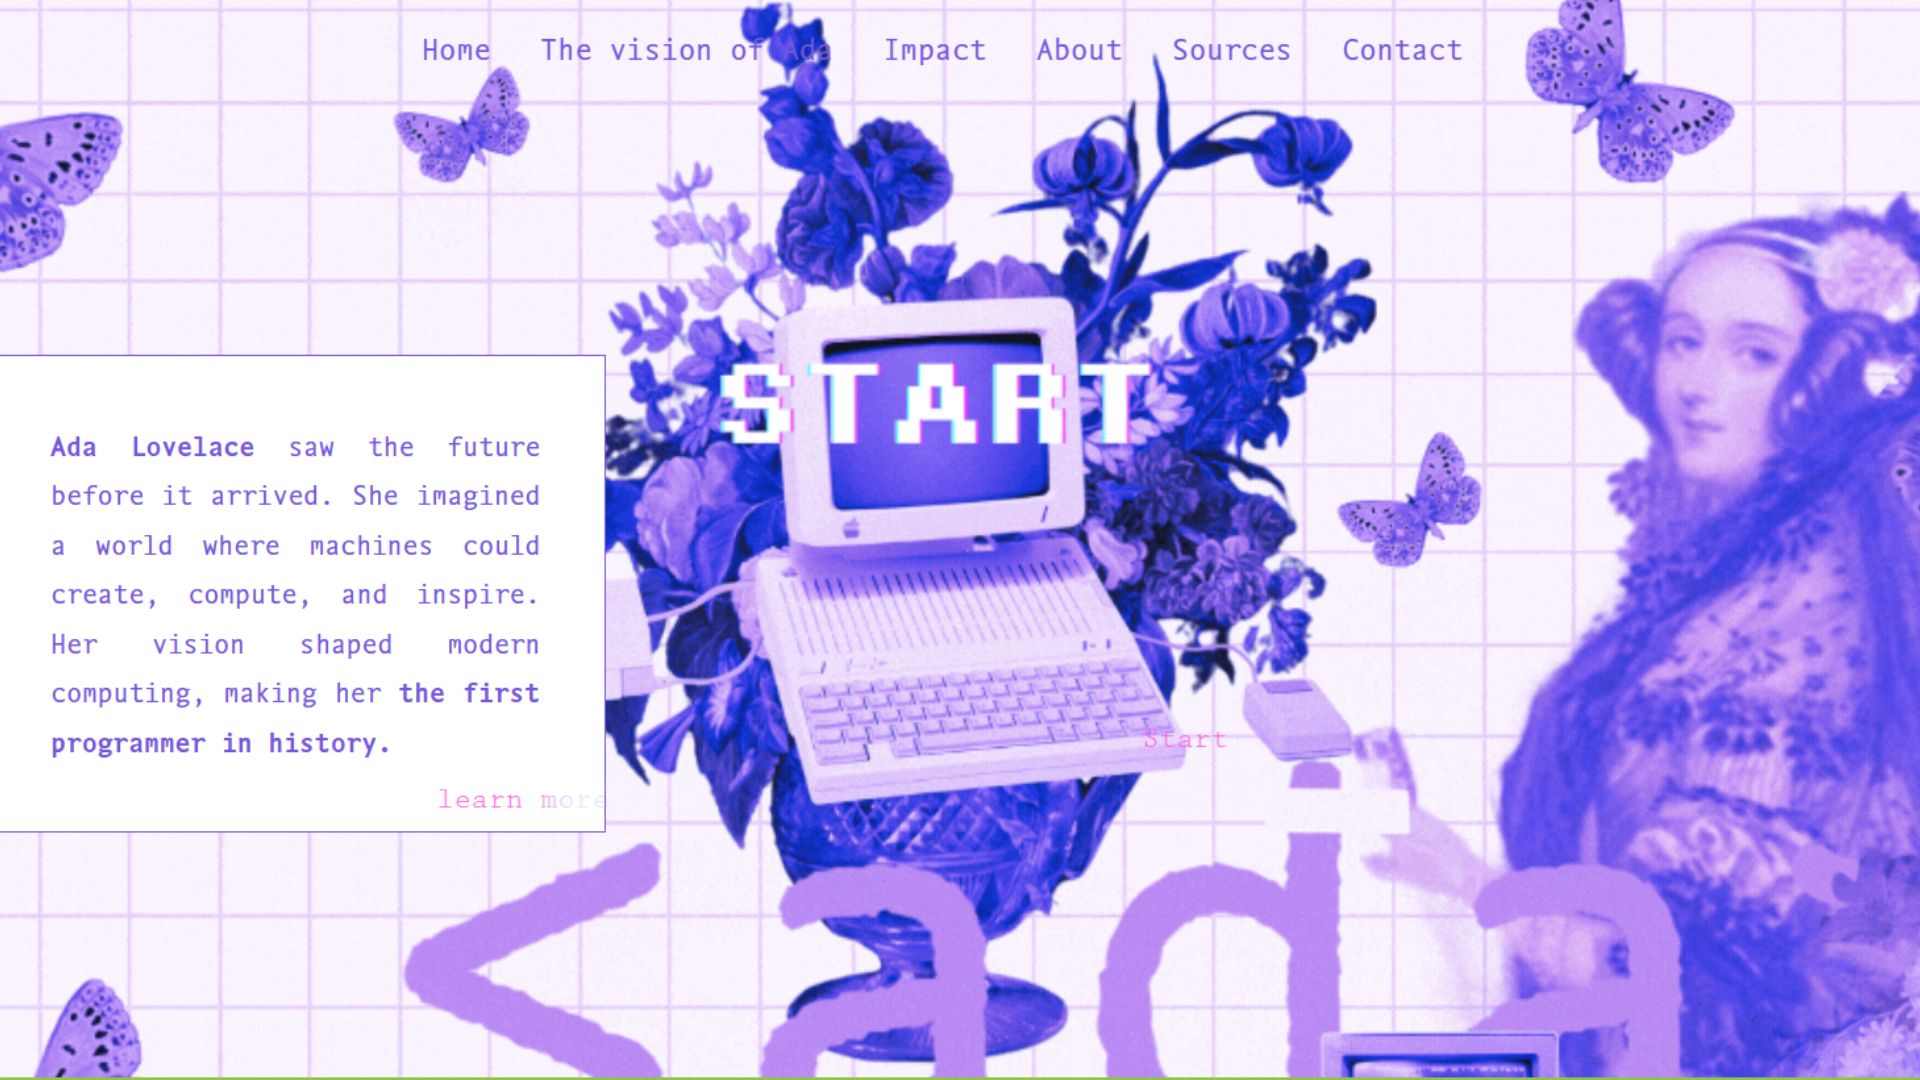 Home The vision of Ada Impact About Sources Contact
START
Ada Lovelace saw the future
before it arrived. She imagined
a world where machines could
create, compute, and inspire.
Her vision shaped modern
computing, making her the first
programmer in history.
Start
learn more
<ada